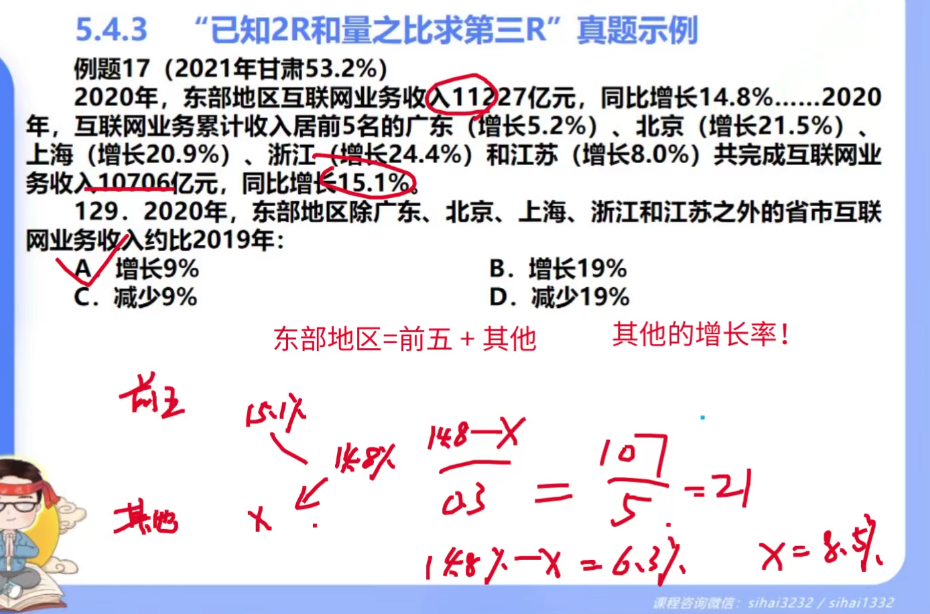 5.4.3 “已知2R和量之比求第三R”真题示例
例题17（2021年甘肃53.2%）
2020年，东部地区互联网业务收入11227亿元，同比增长14.8%……2020
年，互联网业务累计收入居前5名的广东（增长5.2%）、北京（增长21.5%）、
上海（增长20.9%）、浙江（增长24.4%）和江苏（增长8.0%）共完成互联网业
务收入10706亿元，同比增长15.1%。
129．2020年，东部地区除广东、北京、上海、浙江和江苏之外的省市互联
网业务收入约比2019年：
A．增长9% B．增长19%
C．减少9% D．减少19%
东部地区=前五 + 其他 其他的增长率！
前五
15.1%
14.8%
其他 x
14.8—x
0.3
=
107
5
=21
14.8%—x=6.3% x=8.5%
课程咨询微信：sihai3232 / sihai1332